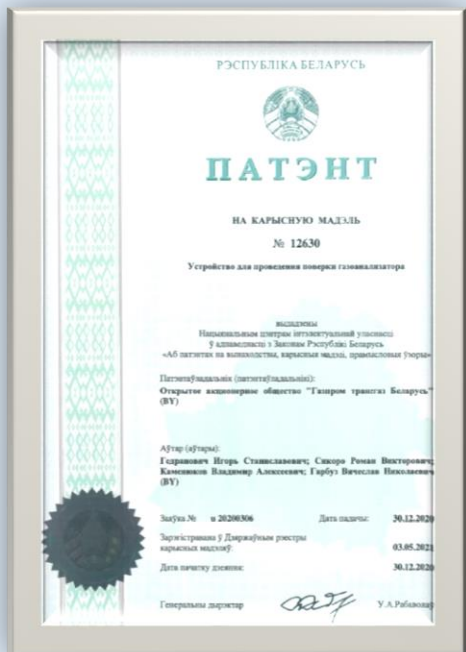 РЭСПУБЛІКА БЕЛАРУСЬ
ПАТЭНТ
НА КАРЫСНУЮ МАДЭЛЬ
№ 12630
Устройство для проведения поверки газоанализатора
выдадзены
Нацыянальным цэнтрам інтэлектуальнай уласнасці
ў адпаведнасці з Законам Рэспублікі Беларусь
«Аб патэнтах на вынаходствы, карысныя мадэлі, прамысловыя ўзоры»
Патэнтаўладальнік (патэнтаўладальнікі):
Открытое акционерное общество "Газпром трансгаз Беларусь"
(BY)
Аўтар (аўтары):
Гедранович Игорь Станиславович; Сикоро Роман Викторович;
Каменюков Владимир Алексеевич; Гарбуз Вячеслав Николаевич
(BY)
Заяўка № u 20200306 Дата падачы: 30.12.2020
Зарэгістравана ў Дзяржаўным рэестры
карысных мадэляў: 03.05.2021
Дата пачатку дзеяння: 30.12.2020
Генеральны дырэктар У.А.Рабаволаў